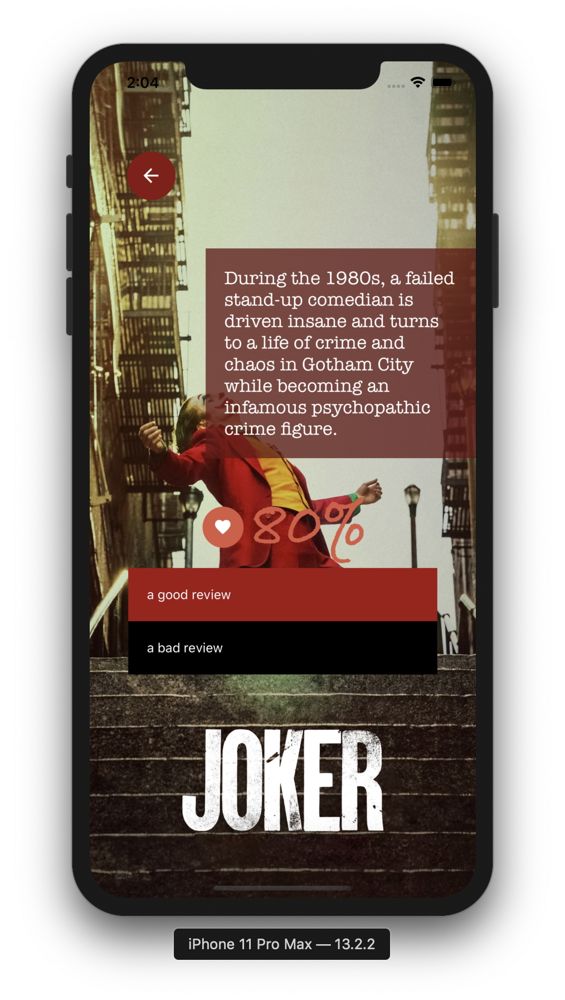 2:04
During the 1980s, a failed
stand-up comedian is
driven insane and turns
to a life of crime and
chaos in Gotham City
while becoming an
infamous psychopathic
crime figure.
80%
a good review
a bad review
JOKER
iPhone 11 Pro Max — 13.2.2